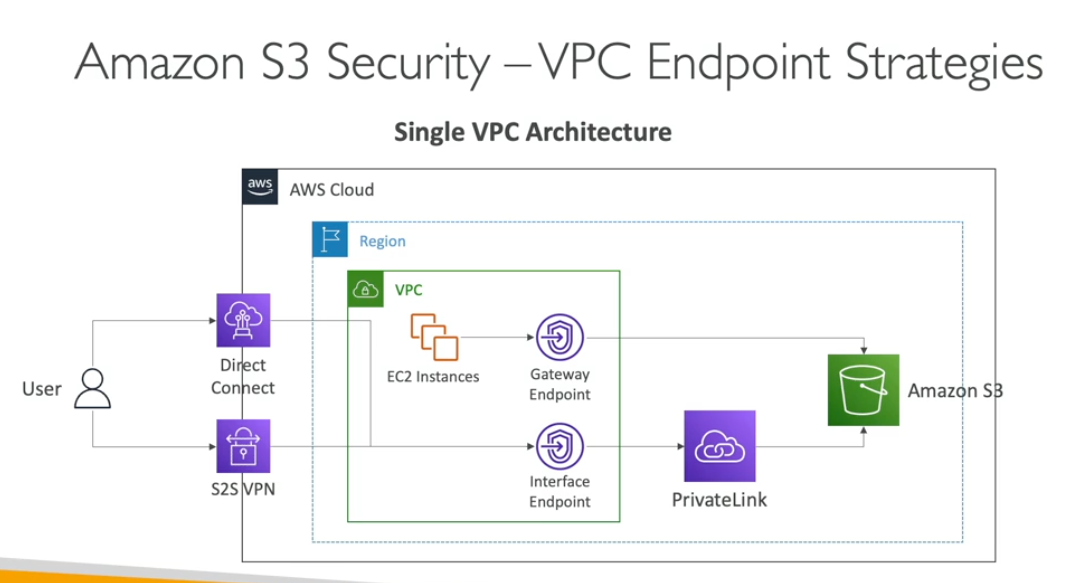 Amazon S3 Security – VPC Endpoint Strategies
Single VPC Architecture
aws
AWS Cloud
Region
VPC
Direct
Connect
EC2 Instances
Gateway
Endpoint
User
Amazon S3
S2S VPN
Interface
Endpoint
PrivateLink